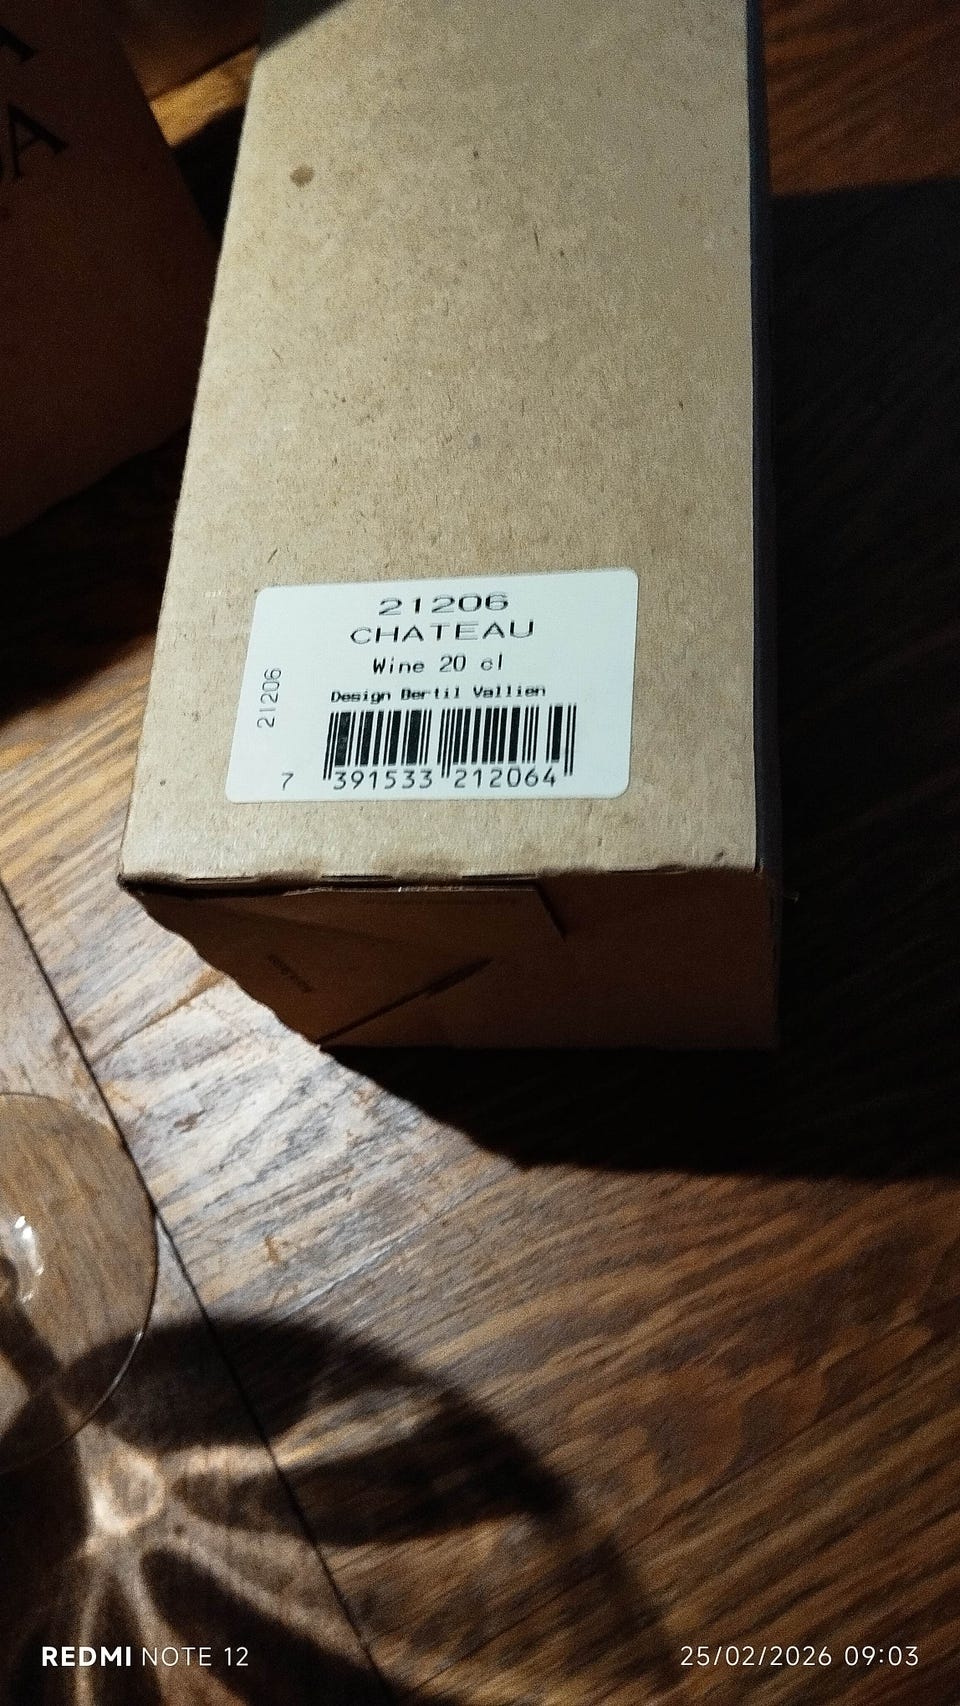 21206
CHATEAU
Wine 20 cl
Design Bertil Vallien
21206
7 391533 212064
REDMI NOTE 12
25/02/2026 09:03